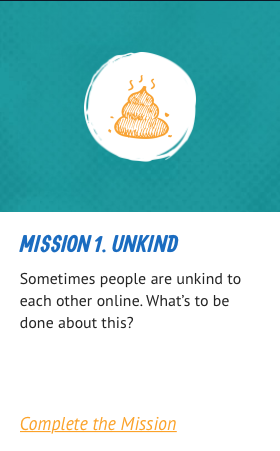 MISSION 1. UNKIND
Sometimes people are unkind to
each other online. What's to be
done about this?
Complete the Mission